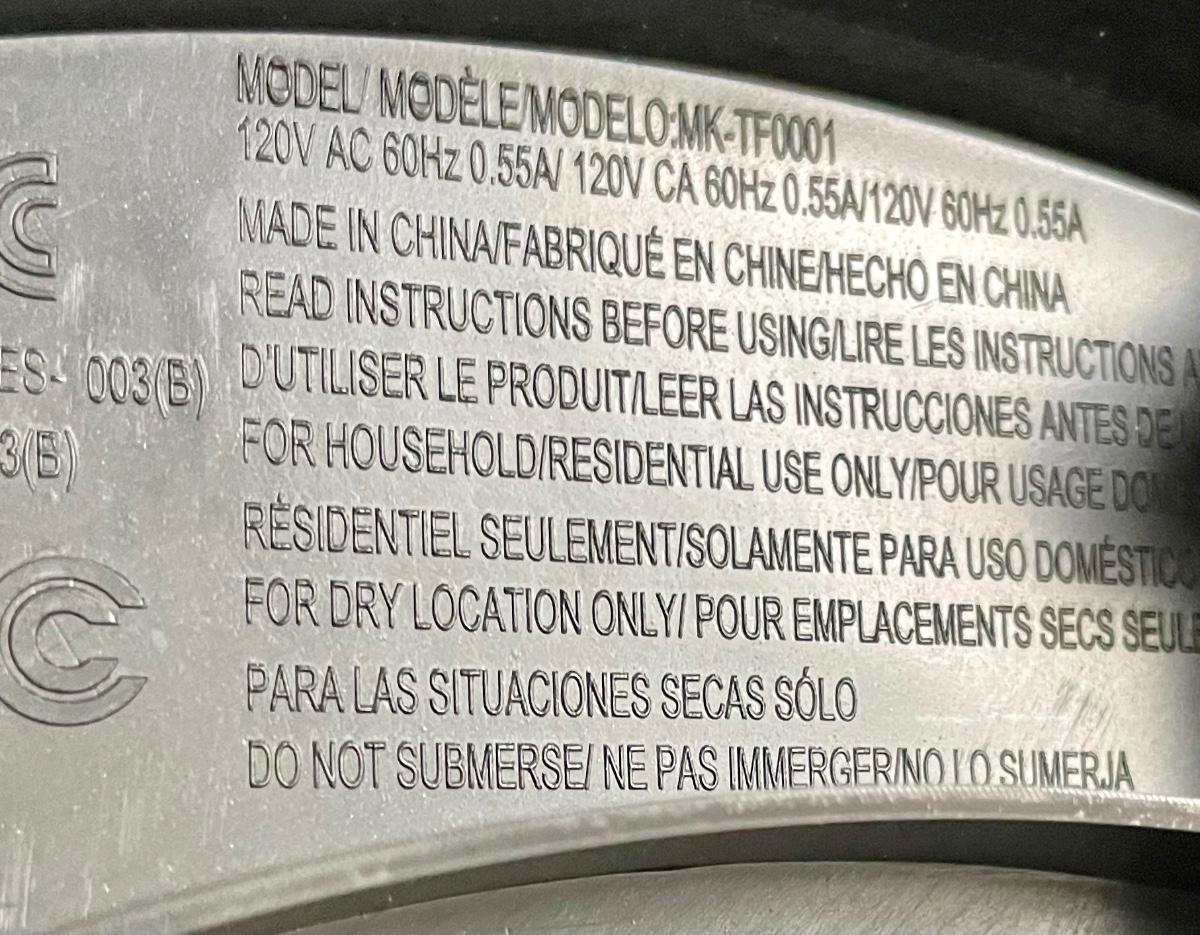 MODEL/ MODÈLE/MODELO:MK-TF0001
120V AC 60Hz 0.55A/ 120V CA 60Hz 0.55A/120V 60Hz 0.55A
MADE IN CHINA/FABRIQUÉ EN CHINE/HECHO EN CHINA
READ INSTRUCTIONS BEFORE USING/LIRE LES INSTRUCTIONS
ES- 003(B)
D'UTILISER LE PRODUIT/LEER LAS INSTRUCCIONES ANTES DE
3(B)
FOR HOUSEHOLD/RESIDENTIAL USE ONLY/POUR USAGE
RÉSIDENTIEL SEULEMENT/SOLAMENTE PARA USO DOMÉSTICO
FOR DRY LOCATION ONLY/ POUR EMPLACEMENTS SECS
PARA LAS SITUACIONES SECAS SÓLO
DO NOT SUBMERSE/ NE PAS IMMERGER/NO LO SUMERJA